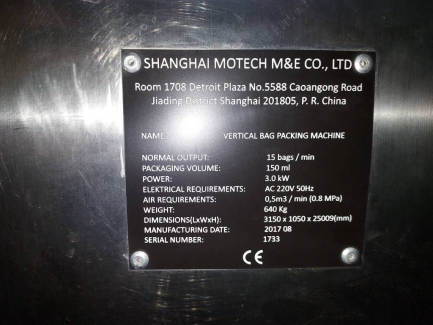 SHANGHAI MOTECH M&E CO., LTD
Room 1708 Detroit Plaza No.5588 Caoangong Road
Jiading District Shanghai 201805, P. R. China
NAME: VERTICAL BAG PACKING MACHINE
NORMAL OUTPUT: 15 bags / min
PACKAGING VOLUME: 150 ml
POWER: 3.0 kW
ELEKTRICAL REQUIREMENTS: AC 220V 50Hz
AIR REQUIREMENTS: 0,5m3 / min (0.8 MPa)
WEIGHT: 640 Kg
DIMENSIONS(LxWxH): 3150 x 1050 x 25009(mm)
MANUFACTURING DATE: 2017 08
SERIAL NUMBER: 1733
CE